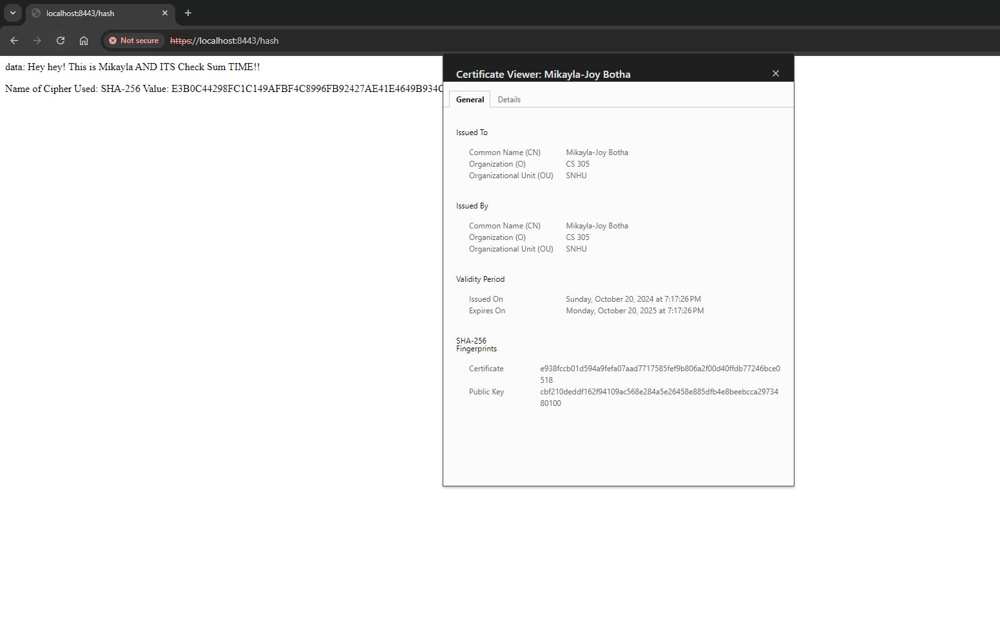 localhost:8443/hash
Not secure https://localhost:8443/hash
data: Hey hey! This is Mikayla AND ITS Check Sum TIME!!
Name of Cipher Used: SHA-256 Value: E3B0C44298FC1C149AFBF4C8996FB92427AE41E4649B934C
Certificate Viewer: Mikayla-Joy Botha
General Details
Issued To
Common Name (CN) Mikayla-Joy Botha
Organization (O) CS 305
Organizational Unit (OU) SNHU
Issued By
Common Name (CN) Mikayla-Joy Botha
Organization (O) CS 305
Organizational Unit (OU) SNHU
Validity Period
Issued On Sunday, October 20, 2024 at 7:17:26 PM
Expires On Monday, October 20, 2025 at 7:17:26 PM
SHA-256
Fingerprints
Certificate e938fccb01d594a9fefa07aad7717585fef9b806a2f00d40ffdb77246bce0
518
Public Key cbf210deddf162f94109ac568e284a5e26458e885dfb4e8beebcca29734
80100